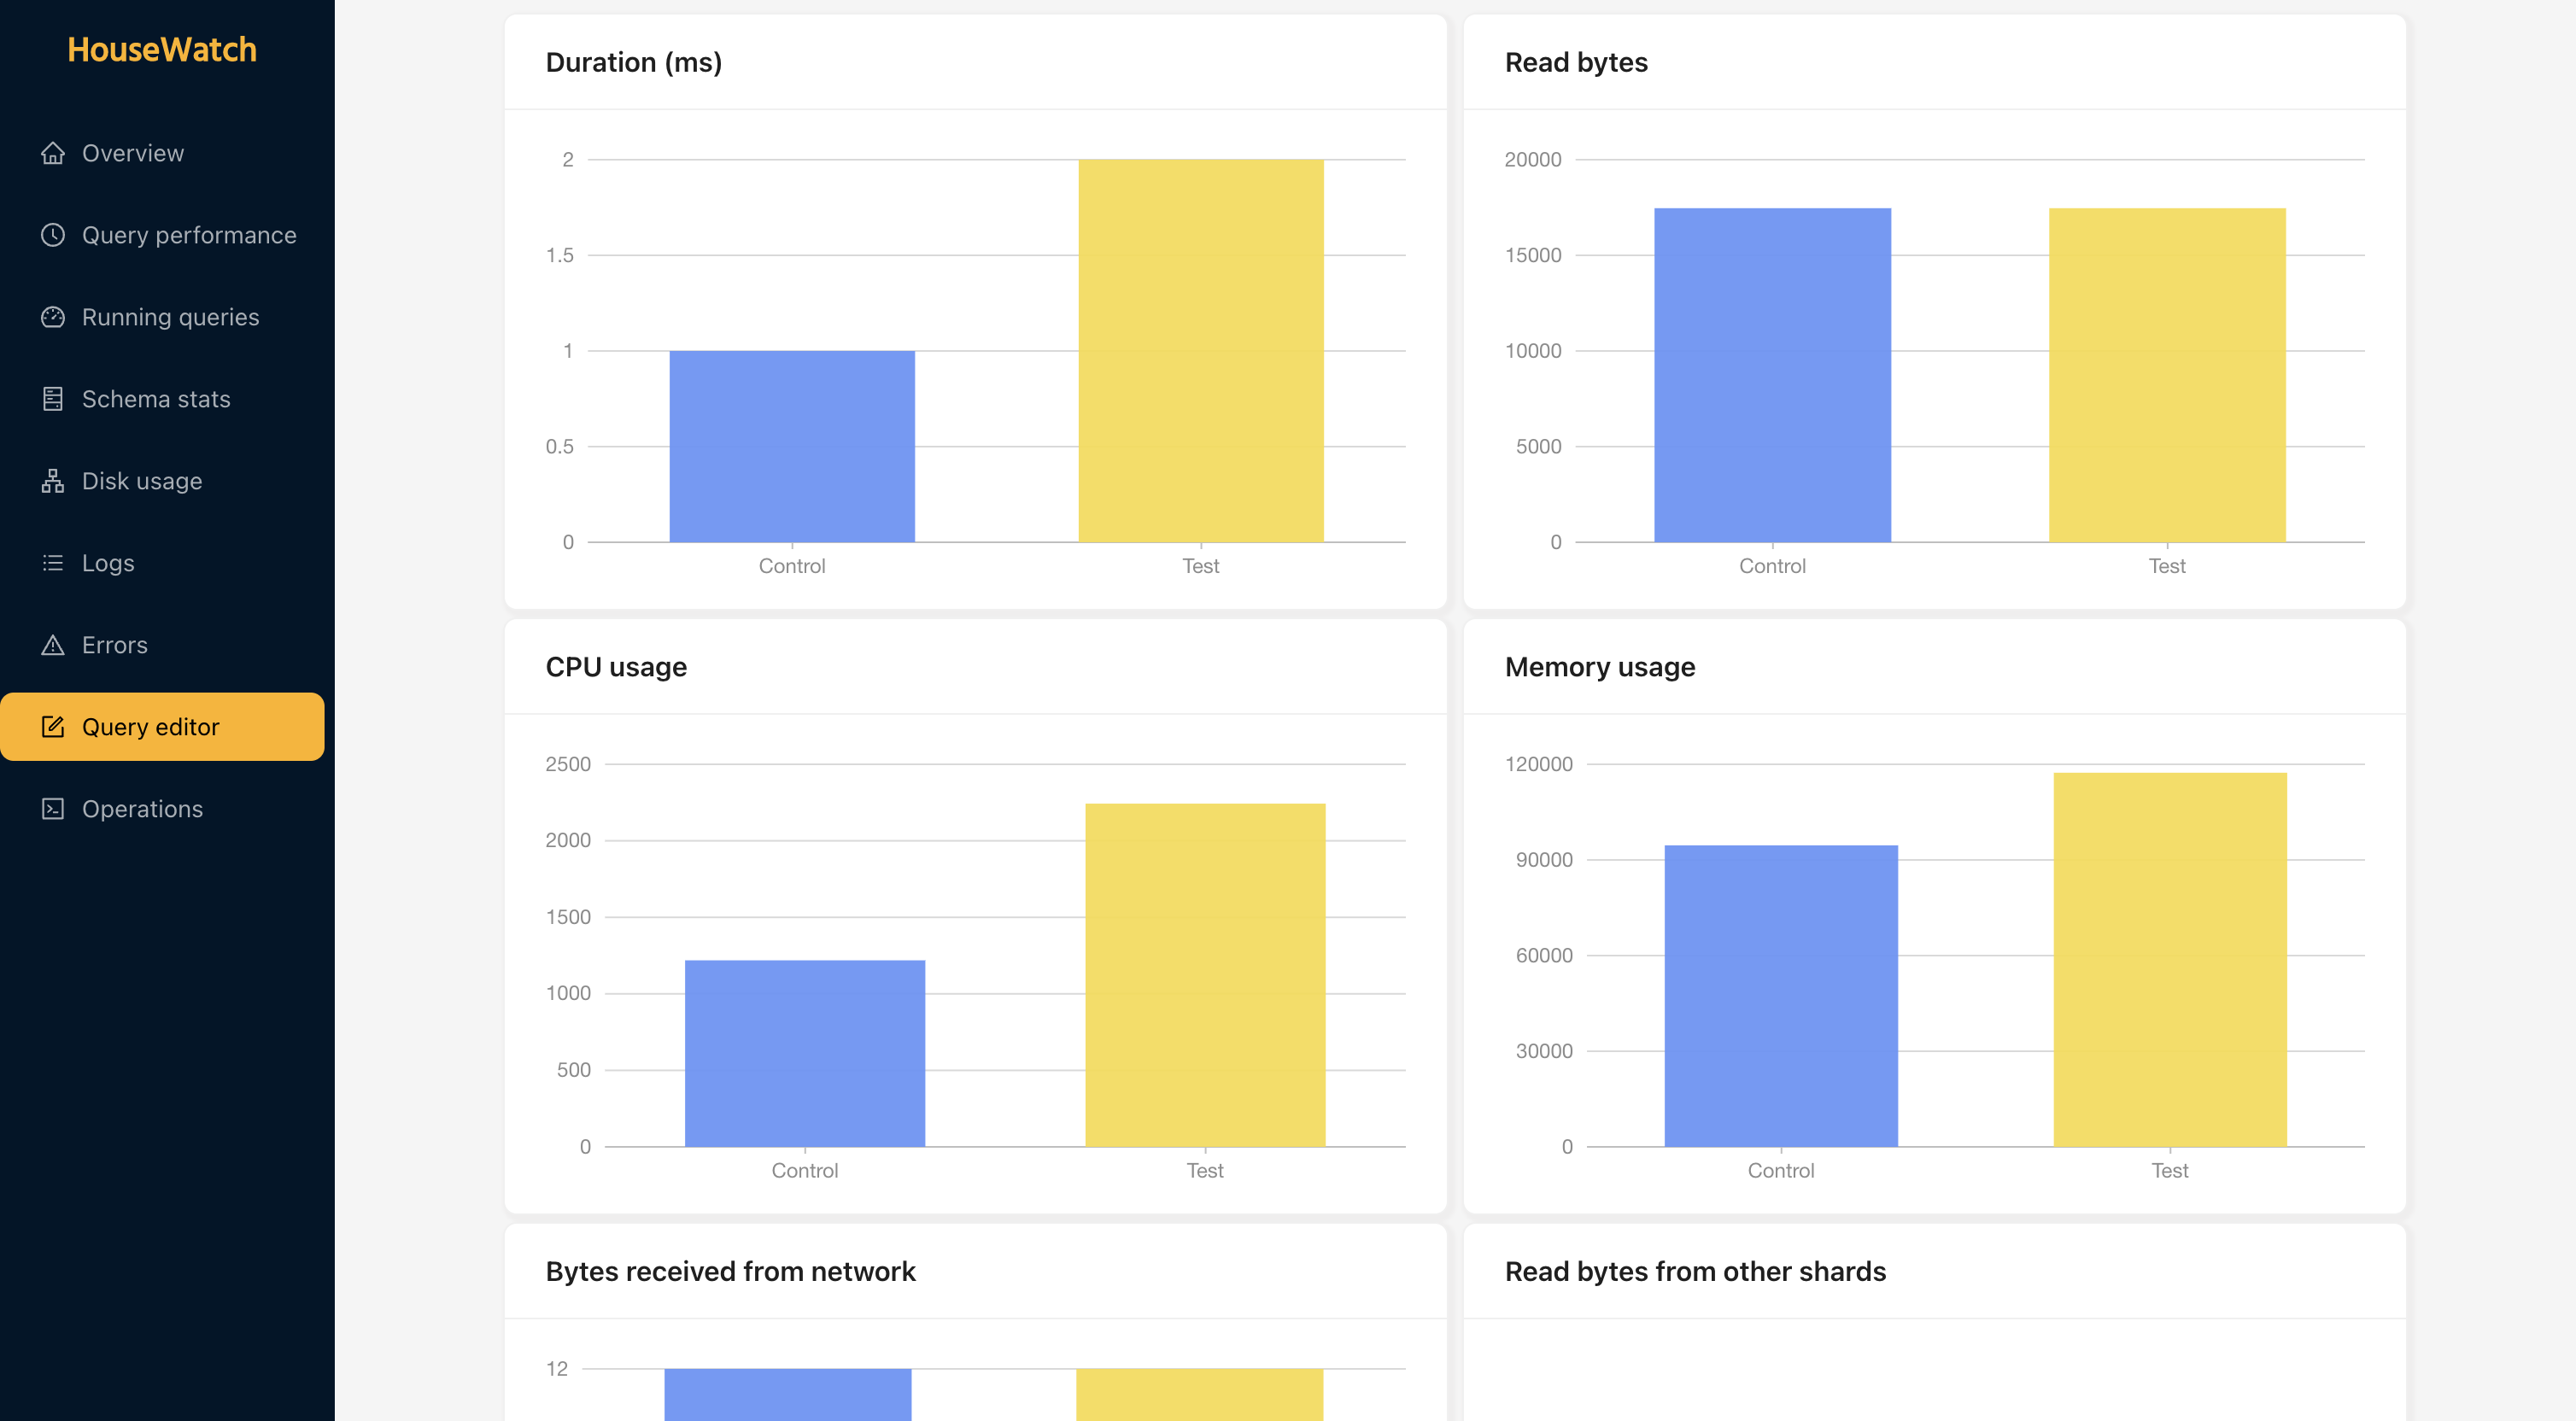 HouseWatch
Overview
Query performance
Running queries
Schema stats
Disk usage
Logs
Errors
Query editor
Operations
Duration (ms)
2
1.5
1
0.5
0
Control
Test
Read bytes
20000
15000
10000
5000
0
Control
Test
CPU usage
2500
2000
1500
1000
500
0
Control
Test
Memory usage
120000
90000
60000
30000
0
Control
Test
Bytes received from network
12
Read bytes from other shards